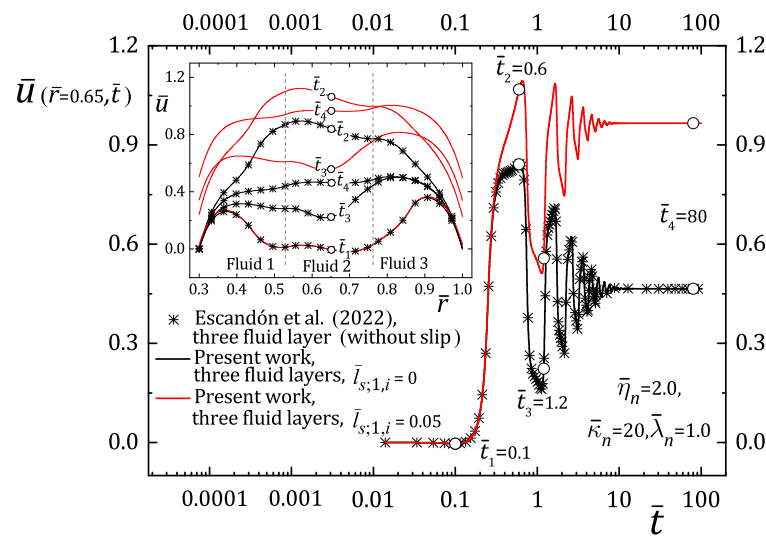 0.0001 0.001 0.01 0.1 1 10 100
1.2 1.2
ū (r̄=0.65,t̄)
0.9 0.9
0.6 0.6
0.3 0.3
0.0 0.0
t̄₂=0.6
t̄₄=80
t̄₃=1.2
t̄₁=0.1
η̄ₙ=2.0,
κ̄ₙ=20,λ̄ₙ=1.0
ū
1.2
0.8
0.4
0.0
t̄₂
t̄₄
t̄₂
t̄₃
t̄₄
t̄₃
t̄₁
Fluid 1 Fluid 2 Fluid 3
0.3 0.4 0.5 0.6 0.7 0.8 0.9 1.0
r̄
Escandón et al. (2022),
three fluid layer (without slip)
Present work,
three fluid layers, l̄ₛ;₁,ᵢ = 0
Present work,
three fluid layers, l̄ₛ;₁,ᵢ = 0.05
0.0001 0.001 0.01 0.1 1 10 100
t̄